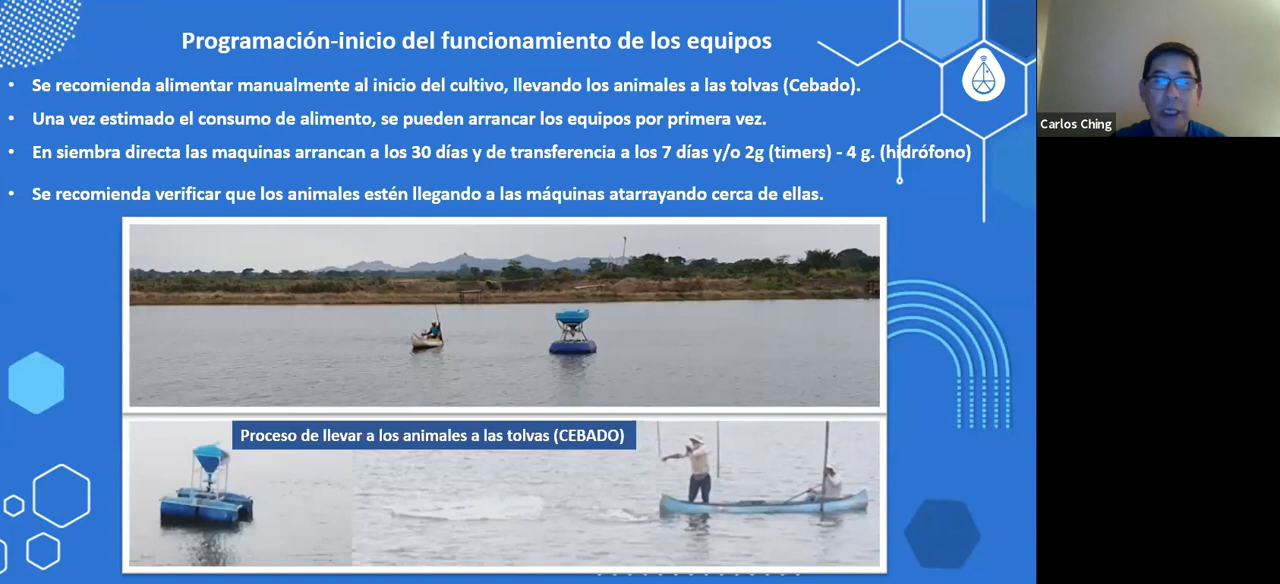 Programación-inicio del funcionamiento de los equipos
• Se recomienda alimentar manualmente al inicio del cultivo, llevando los animales a las tolvas (Cebado).
• Una vez estimado el consumo de alimento, se pueden arrancar los equipos por primera vez.
• En siembra directa las maquinas arrancan a los 30 días y de transferencia a los 7 días y/o 2g (timers) - 4 g. (hidrófono)
• Se recomienda verificar que los animales estén llegando a las máquinas atarrayando cerca de ellas.
Proceso de llevar a los animales a las tolvas (CEBADO)
Carlos Ching